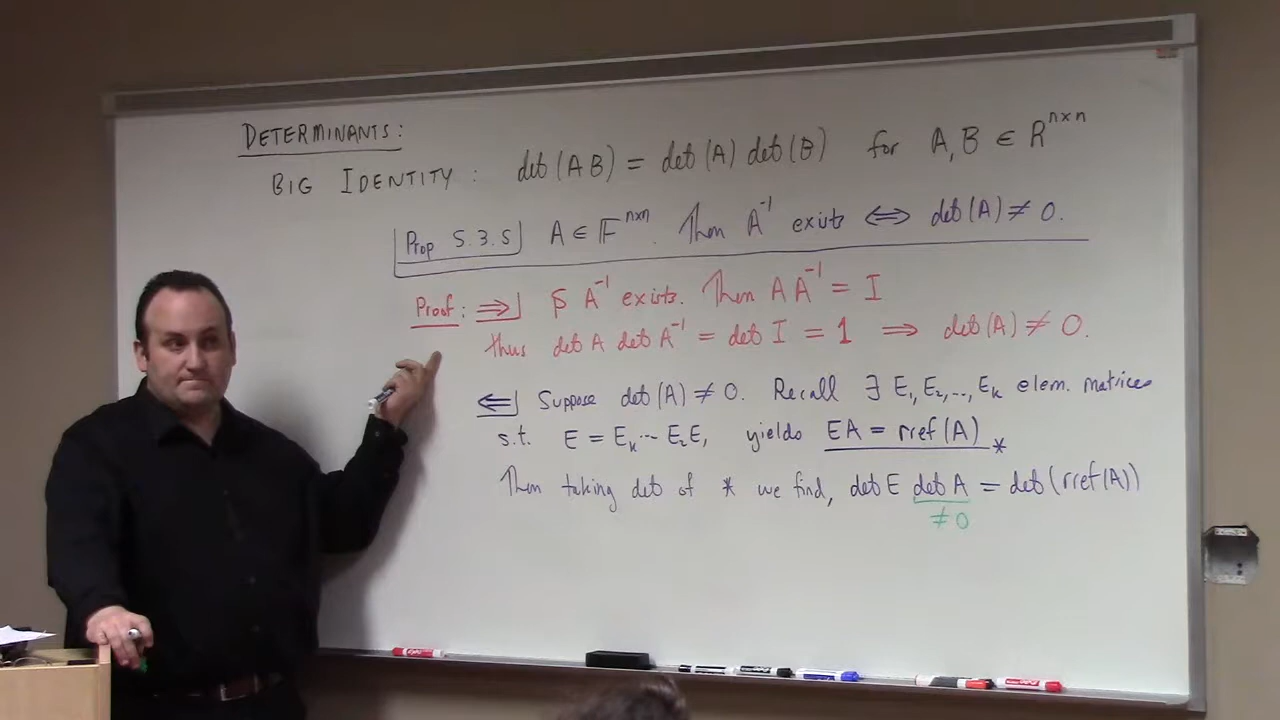 DETERMINANTS:
BIG IDENTITY: det(AB) = det(A) det(B) for A, B ∈ R^{n×n}
Prop 5.3.5 A ∈ F^{n×n}. Then A^{-1} exists ⟺ det(A) ≠ 0.
Proof: ⟹ $ A^{-1} exists. Then A A^{-1} = I
thus det A det A^{-1} = det I = 1 ⟹ det(A) ≠ 0.
⟸ Suppose det(A) ≠ 0. Recall ∃ E₁, E₂, ..., Eₖ elem. matrices
s.t. E = Eₖ ... E₂E₁ yields EA = rref(A) *
Then taking det of * we find, det E det A = det(rref(A))
≠ 0